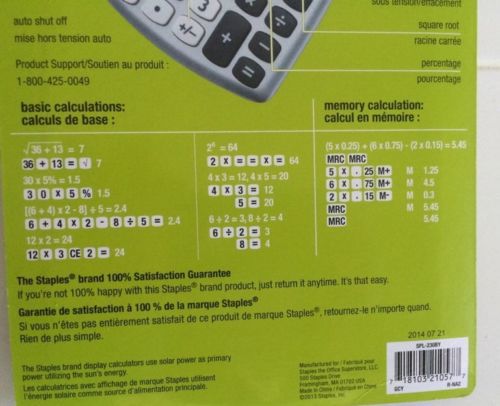 sous tension/effacement
auto shut off
mise hors tension auto
square root
racine carrée
Product Support/Soutien au produit :
1-800-425-0049
percentage
pourcentage
3
+/-
÷
basic calculations:
calculs de base :
√36 + 13 = 7
36 + 13 = √ 7
30 x 5% = 1.5
3 0 x 5 % 1.5
[(6 + 4) x 2 - 8] ÷ 5 = 2.4
6 + 4 x 2 - 8 ÷ 5 = 2.4
12 x 2 = 24
12 x 3 CE 2 = 24
2⁶ = 64
2 x = x = 64
4 x 3 = 12, 4 x 5 = 20
4 x 3 = 12
5 = 20
6 ÷ 2 = 3, 8 ÷ 2 = 4
6 ÷ 2 = 3
8 = 4
memory calculation:
calcul en mémoire :
(5 x 0.25) + (6 x 0.75) - (2 x 0.15) = 5.45
MRC MRC
5 x . 25 M+ M 1.25
6 x . 75 M+ M 4.5
2 x . 15 M- M 0.3
MRC M 5.45
MRC 5.45
The Staples® brand 100% Satisfaction Guarantee
If you're not 100% happy with this Staples® brand product, just return it anytime. It's that easy.
Garantie de satisfaction à 100 % de la marque Staples®
Si vous n'êtes pas entièrement satisfait de ce produit de marque Staples®, retournez-le n'importe quand.
Rien de plus simple.
2014 07 21
The Staples brand display calculators use solar power as primary
power utilizing the sun's energy.
Les calculatrices avec affichage de marque Staples utilisent
l'énergie solaire comme source d'alimentation principale.
Manufactured for / Fabriqué pour
Staples the Office Superstore, LLC,
500 Staples Drive
Framingham, MA 01702 USA
Made in China / Fabriqué en Chine
©2013 Staples, Inc.
SPL-230BY
7 18103 21057 7
GCY
R-NA2